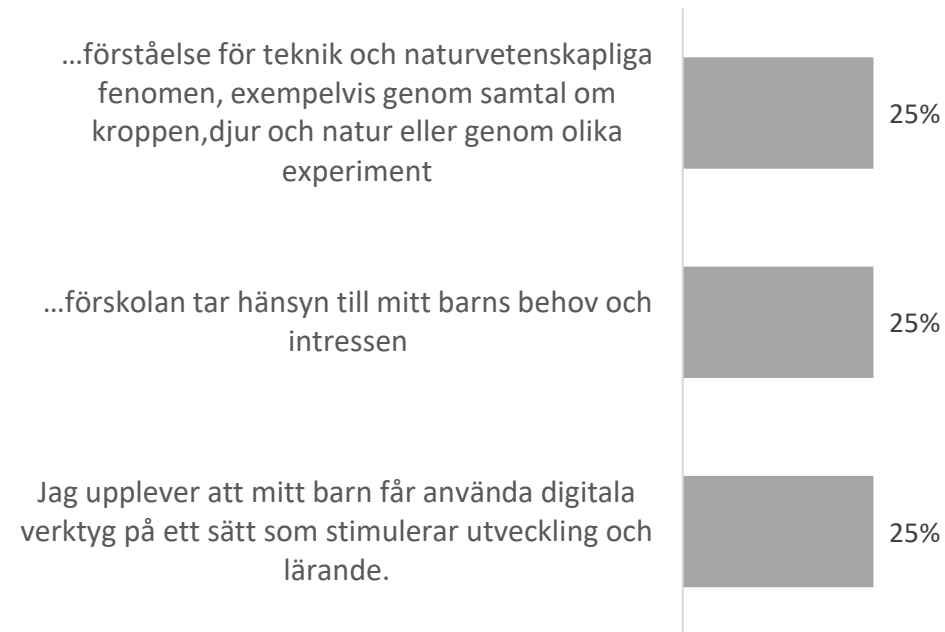 ...förståelse för teknik och naturvetenskapliga
fenomen, exempelvis genom samtal om
kroppen,djur och natur eller genom olika
experiment
25%
...förskolan tar hänsyn till mitt barns behov och
intressen
25%
Jag upplever att mitt barn får använda digitala
verktyg på ett sätt som stimulerar utveckling och
lärande.
25%